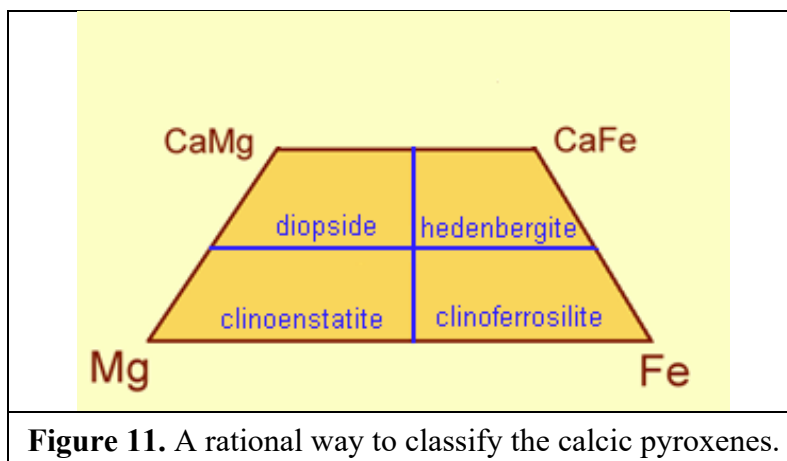 CaMg CaFe
diopside hedenbergite
clinoenstatite clinoferrosilite
Mg Fe
Figure 11. A rational way to classify the calcic pyroxenes.